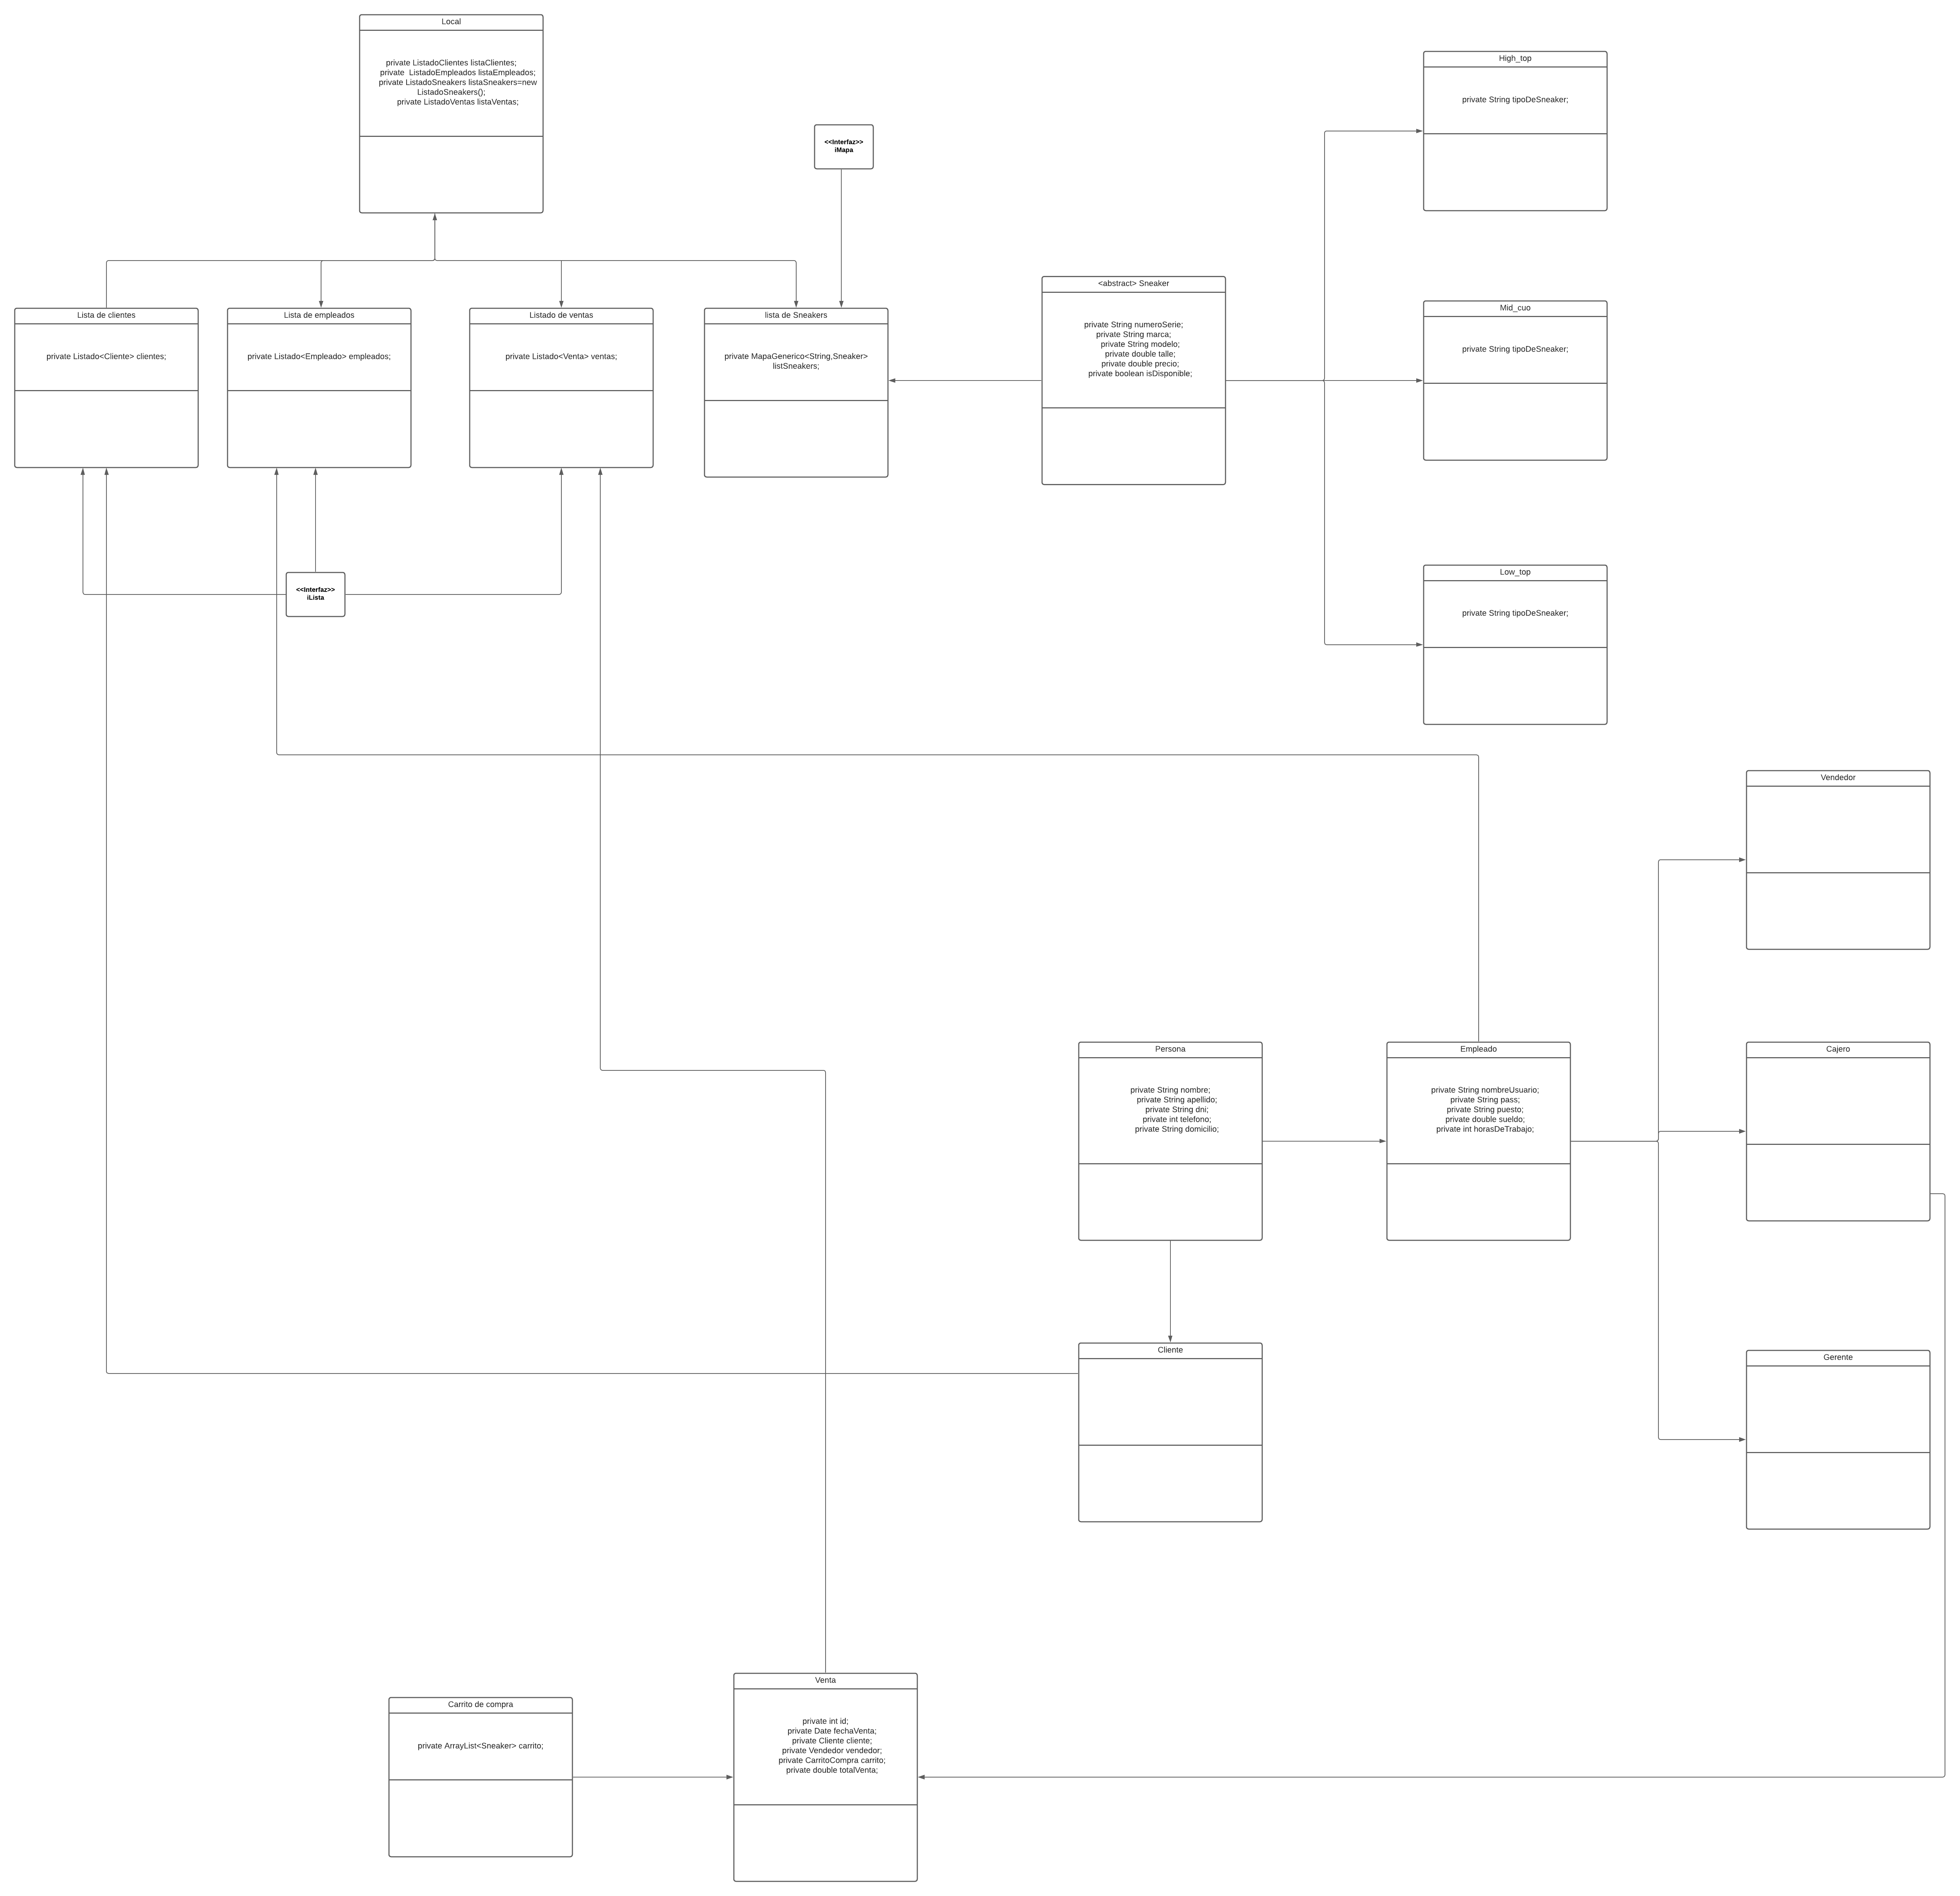 Local
private ListadoClientes listaClientes;
private  ListadoEmpleados listaEmpleados;
private ListadoSneakers listaSneakers=new
ListadoSneakers();
private ListadoVentas listaVentas;
High_top
private String tipoDeSneaker;
<<Interfaz>>
iMapa
<abstract> Sneaker
private String numeroSerie;
private String marca;
private String modelo;
private double talle;
private double precio;
private boolean isDisponible;
Mid_cuo
private String tipoDeSneaker;
Lista de clientes
private Listado<Cliente> clientes;
Lista de empleados
private Listado<Empleado> empleados;
Listado de ventas
private Listado<Venta> ventas;
lista de Sneakers
private MapaGenerico<String,Sneaker>
listSneakers;
<<Interfaz>>
iLista
Low_top
private String tipoDeSneaker;
Vendedor
Persona
private String nombre;
private String apellido;
private String dni;
private int telefono;
private String domicilio;
Empleado
private String nombreUsuario;
private String pass;
private String puesto;
private double sueldo;
private int horasDeTrabajo;
Cajero
Cliente
Gerente
Carrito de compra
private ArrayList<Sneaker> carrito;
Venta
private int id;
private Date fechaVenta;
private Cliente cliente;
private Vendedor vendedor;
private CarritoCompra carrito;
private double totalVenta;